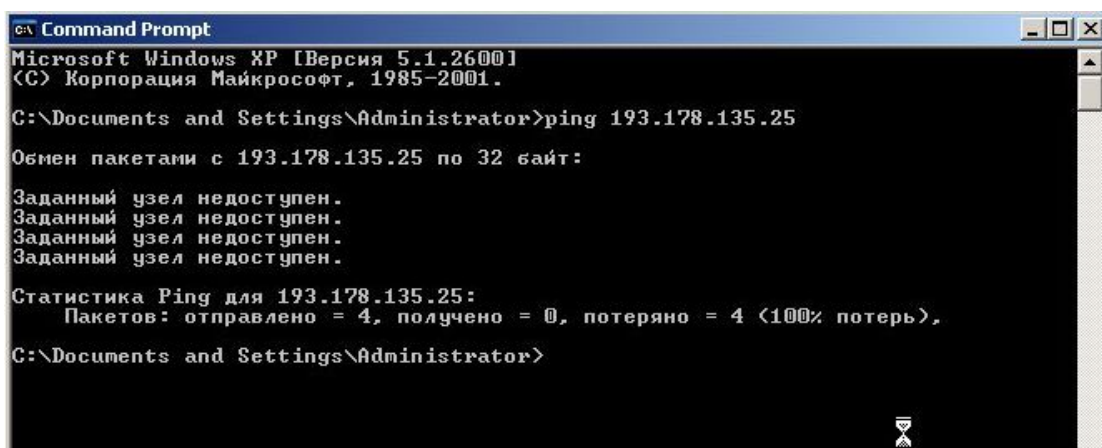 Command Prompt
Microsoft Windows XP [Версия 5.1.2600]
(C) Корпорация Майкрософт, 1985-2001.
C:\Documents and Settings\Administrator>ping 193.178.135.25
Обмен пакетами с 193.178.135.25 по 32 байт:
Заданный узел недоступен.
Заданный узел недоступен.
Заданный узел недоступен.
Заданный узел недоступен.
Статистика Ping для 193.178.135.25:
Пакетов: отправлено = 4, получено = 0, потеряно = 4 (100% потерь),
C:\Documents and Settings\Administrator>